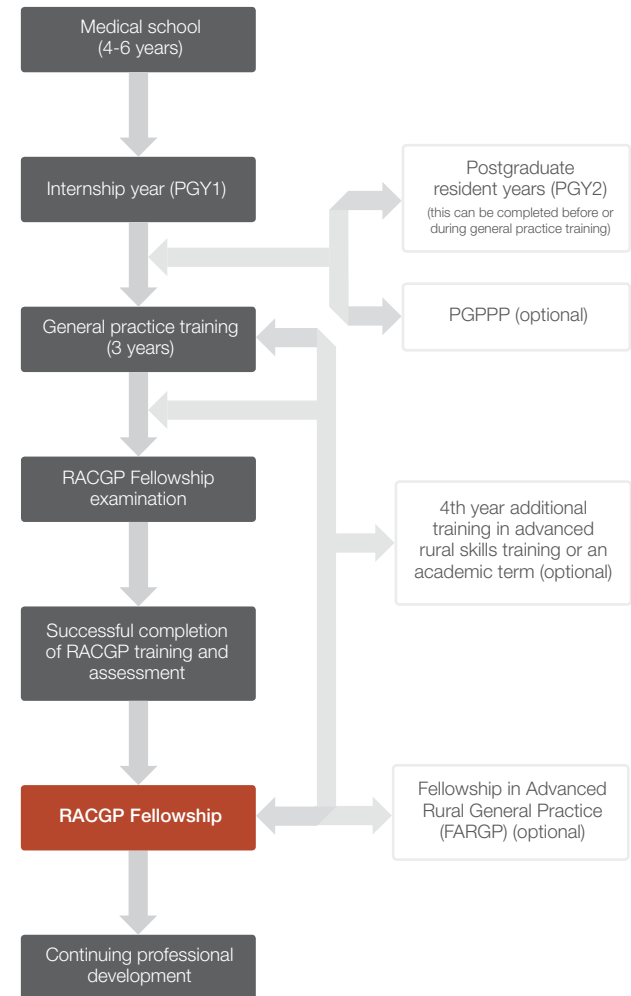 Medical school
(4-6 years)
Internship year (PGY1)
Postgraduate
resident years (PGY2)
(this can be completed before or
during general practice training)
PGPPP (optional)
General practice training
(3 years)
RACGP Fellowship
examination
4th year additional
training in advanced
rural skills training or an
academic term (optional)
Successful completion
of RACGP training and
assessment
RACGP Fellowship
Fellowship in Advanced
Rural General Practice
(FARGP) (optional)
Continuing professional
development